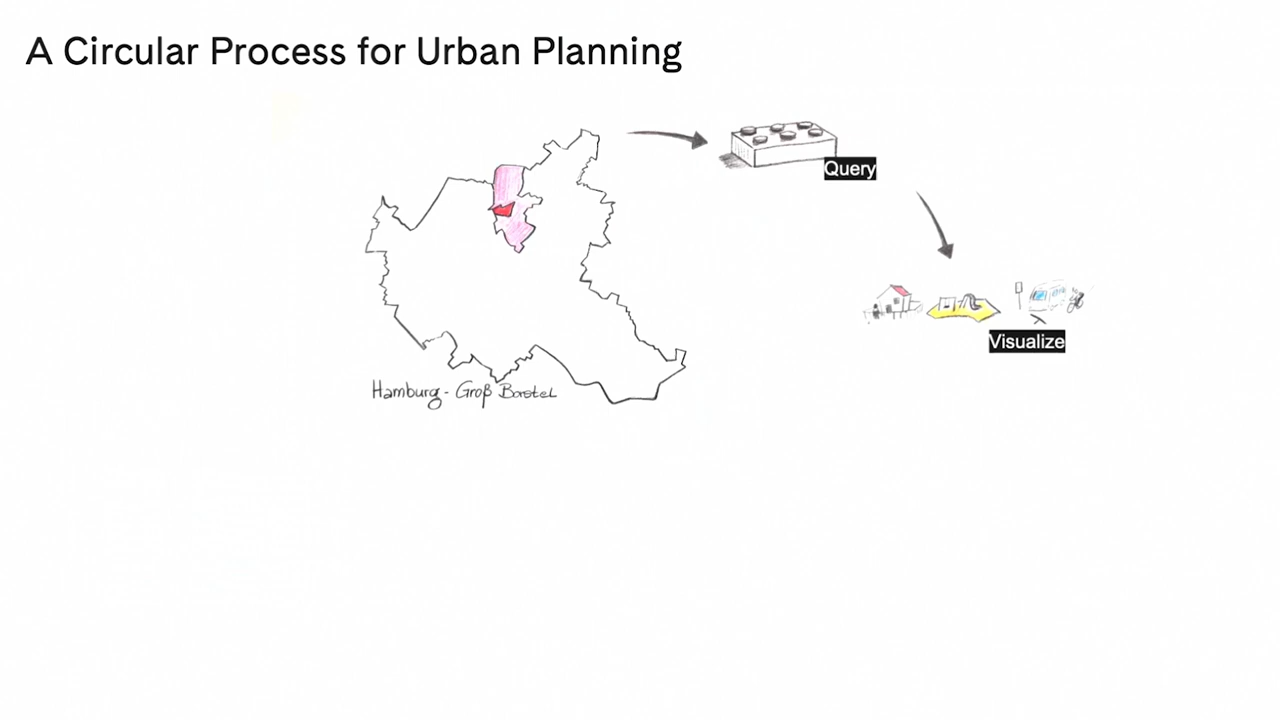 A Circular Process for Urban Planning
Query
Visualize
Hamburg - Groß Borstel